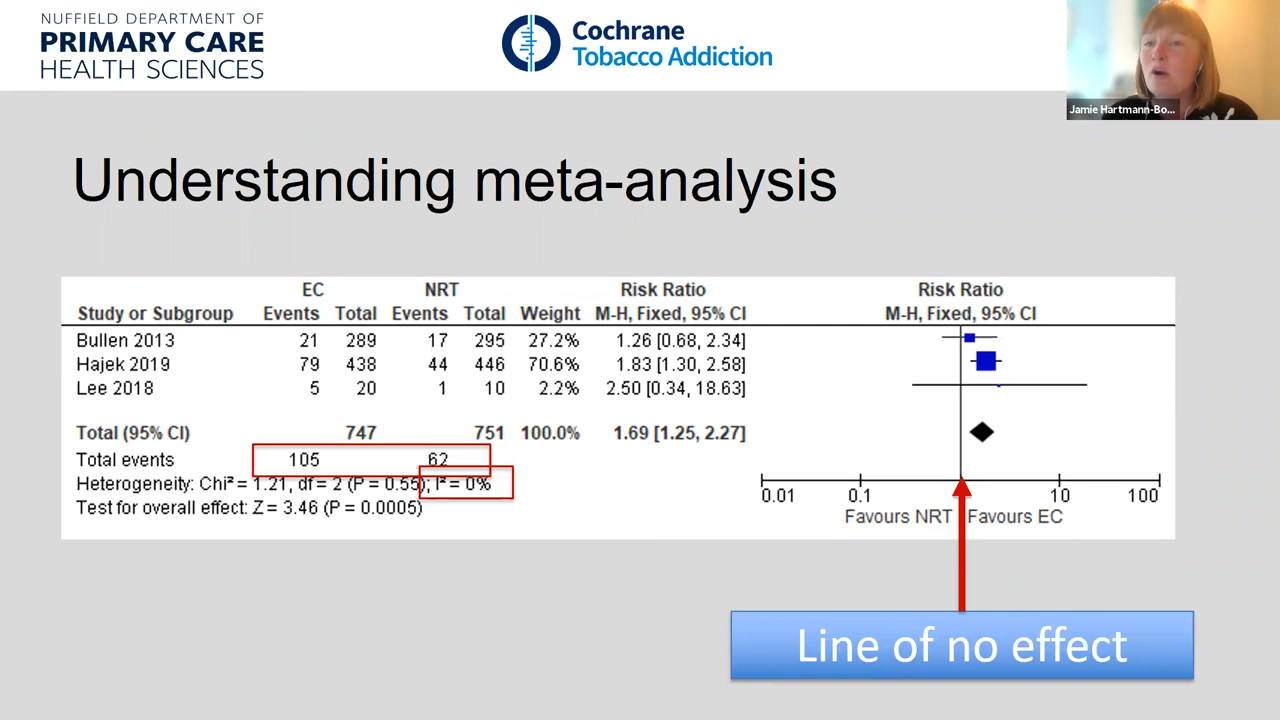 NUFFIELD DEPARTMENT OF
PRIMARY CARE
HEALTH SCIENCES
Cochrane
Tobacco Addiction
Jamie Hartmann-Bo...
Understanding meta-analysis
EC NRT Risk Ratio Risk Ratio
Study or Subgroup Events Total Events Total Weight M-H, Fixed, 95% CI M-H, Fixed, 95% CI
Bullen 2013 21 289 17 295 27.2% 1.26 [0.68, 2.34]
Hajek 2019 79 438 44 446 70.6% 1.83 [1.30, 2.58]
Lee 2018 5 20 1 10 2.2% 2.50 [0.34, 18.63]
Total (95% CI) 747 751 100.0% 1.69 [1.25, 2.27]
Total events 105 62
Heterogeneity: Chi² = 1.21, df = 2 (P = 0.55); I² = 0%
Test for overall effect: Z = 3.46 (P = 0.0005)
0.01 0.1 10 100
Favours NRT Favours EC
Line of no effect